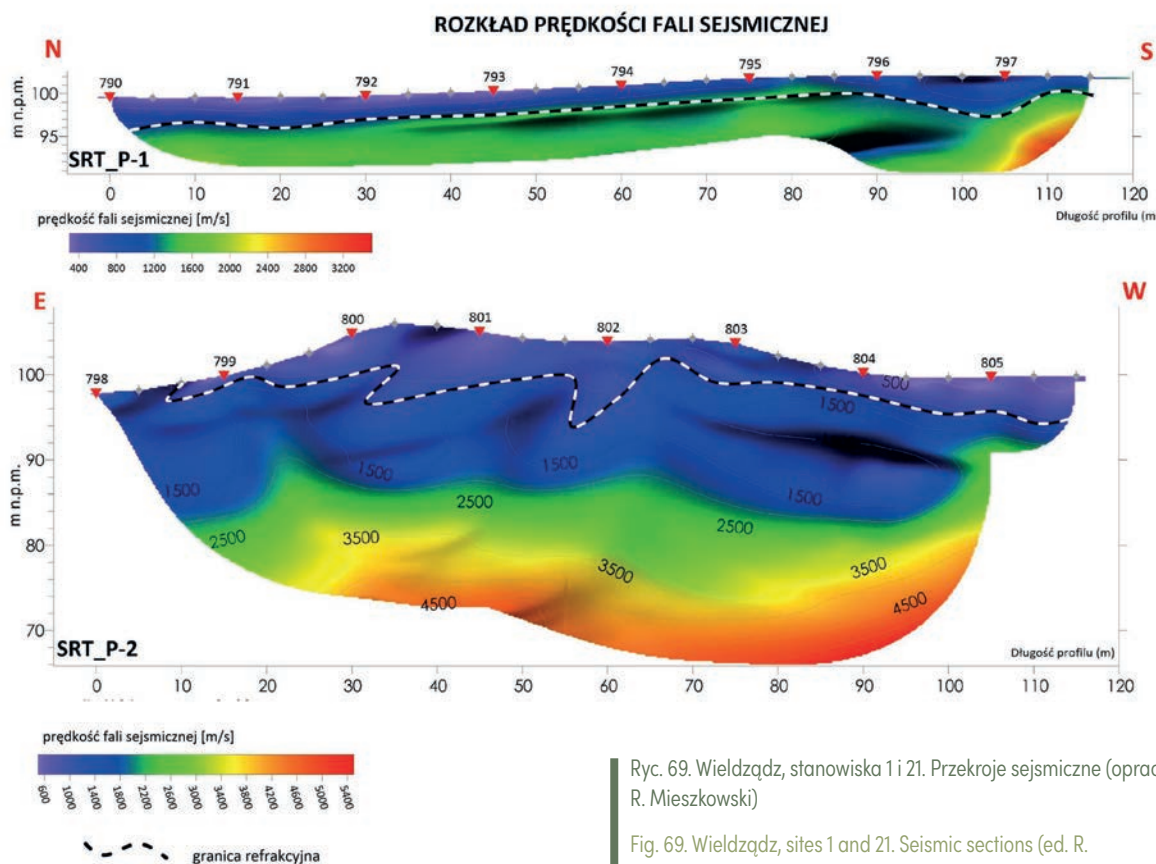 ROZKŁAD PRĘDKOŚCI FALI SEJSMICZNEJ
N
S
790 791 792 793 794 795 796 797
m n.p.m.
100
95
SRT_P-1
0 10 20 30 40 50 60 70 80 90 100 110 120
prędkość fali sejsmicznej [m/s]
Długość profilu (m
400 800 1200 1600 2000 2400 2800 3200
E
W
798 799 800 801 802 803 804 805
m n.p.m.
100
90
80
70
500
1500
1500 1500 1500 1500
2500 2500 2500
3500 3500 3500
4500 4500
SRT_P-2
Długość profilu (m)
0 10 20 30 40 50 60 70 80 90 100 110 120
prędkość fali sejsmicznej [m/s]
600 1000 1400 1800 2200 2600 3000 3400 3800 4200 4600 5000 5400
granica refrakcyjna
Ryc. 69. Wieldządz, stanowiska 1 i 21. Przekroje sejsmiczne (oprac
R. Mieszkowski)
Fig. 69. Wieldządz, sites 1 and 21. Seismic sections (ed. R.